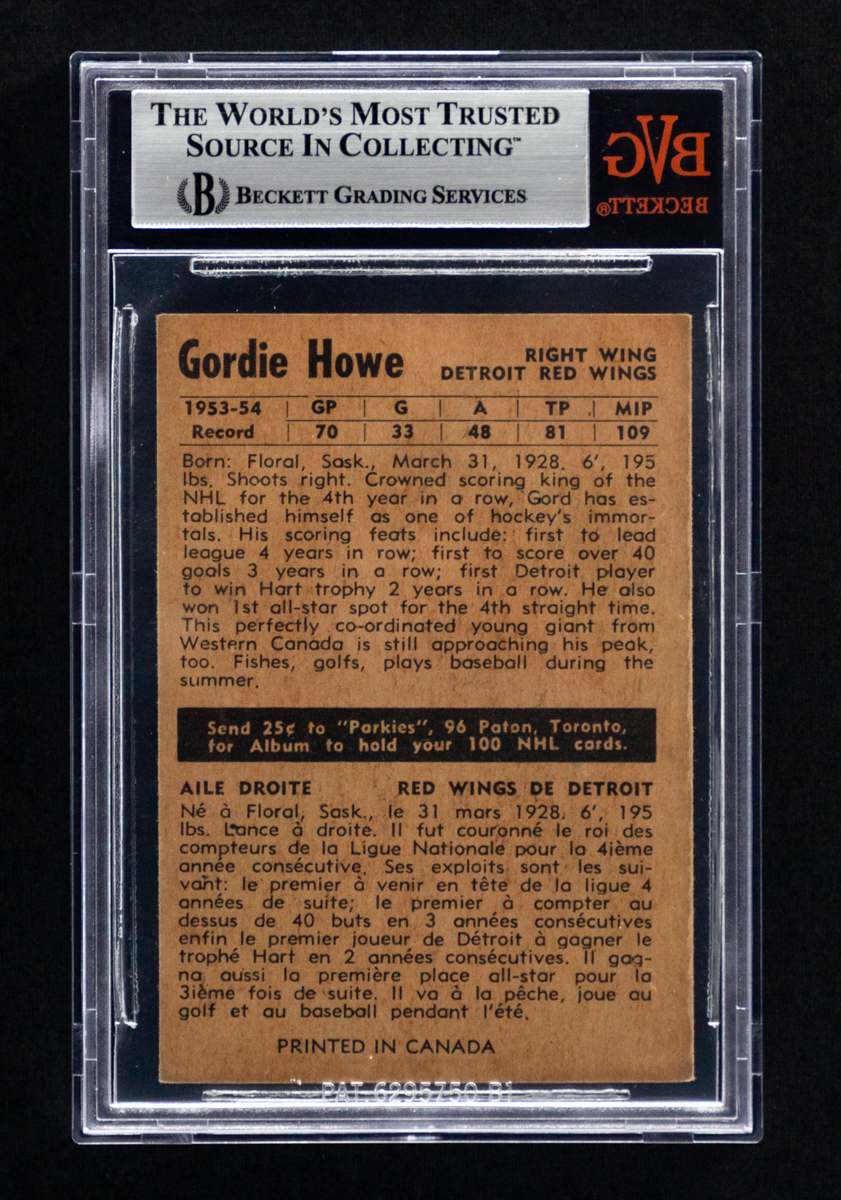 THE WORLD'S MOST TRUSTED
SOURCE IN COLLECTING™
B BECKETT GRADING SERVICES
BVG
BECKETT®
Gordie Howe
RIGHT WING
DETROIT RED WINGS
1953-54 | GP | G | A | TP | MIP
Record | 70 | 33 | 48 | 81 | 109
Born: Floral, Sask., March 31, 1928. 6', 195
lbs. Shoots right. Crowned scoring king of the
NHL for the 4th year in a row, Gord has es-
tablished himself as one of hockey's immor-
tals. His scoring feats include: first to lead
league 4 years in row; first to score over 40
goals 3 years in a row; first Detroit player
to win Hart trophy 2 years in a row. He also
won 1st all-star spot for the 4th straight time.
This perfectly co-ordinated young giant from
Western Canada is still approaching his peak,
too. Fishes, golfs, plays baseball during the
summer.
Send 25¢ to "Parkies", 96 Paton, Toronto,
for Album to hold your 100 NHL cards.
AILE DROITE RED WINGS DE DETROIT
Né à Floral, Sask., le 31 mars 1928. 6', 195
lbs. Lance à droite. Il fut couronné le roi des
compteurs de la Ligue Nationale pour la 4ième
année consécutive. Ses exploits sont les sui-
vant: le premier à venir en tête de la ligue 4
années de suite; le premier à compter au
dessus de 40 buts en 3 années consécutives
enfin le premier joueur de Détroit à gagner le
trophé Hart en 2 années consécutives. Il gag-
na aussi la première place all-star pour la
3ième fois de suite. Il va à la pêche, joue au
golf et au baseball pendant l'été.
PRINTED IN CANADA
PAT. 6295750 B1